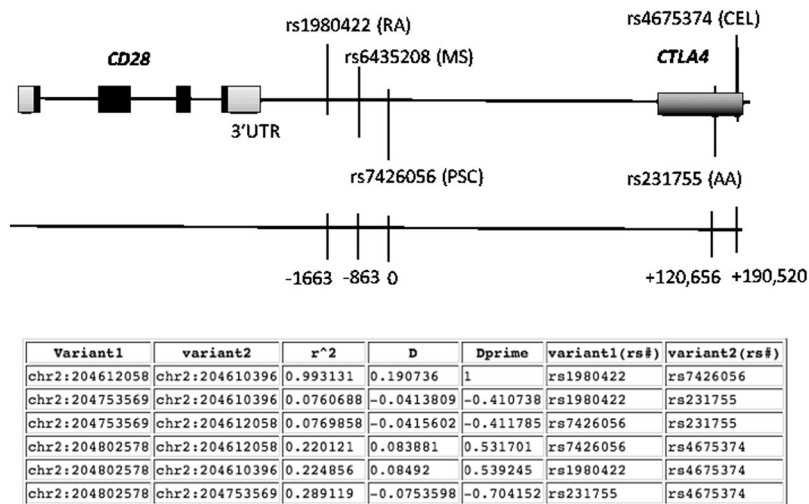 rs1980422 (RA)
rs4675374 (CEL)
CD28
rs6435208 (MS)
CTLA4
3'UTR
rs7426056 (PSC)
rs231755 (AA)
-1663 -863 0 +120,656 +190,520
Variant1 variant2 r^2 D Dprime variant1(rs#) variant2(rs#)
chr2:204612058 chr2:204610396 0.993131 0.190736 1 rs1980422 rs7426056
chr2:204753569 chr2:204610396 0.0760688 -0.0413809 -0.410738 rs1980422 rs231755
chr2:204753569 chr2:204612058 0.0769858 -0.0415602 -0.411785 rs7426056 rs231755
chr2:204802578 chr2:204612058 0.220121 0.083881 0.531701 rs7426056 rs4675374
chr2:204802578 chr2:204610396 0.224856 0.08492 0.539245 rs1980422 rs4675374
chr2:204802578 chr2:204753569 0.289119 -0.0753598 -0.704152 rs231755 rs4675374